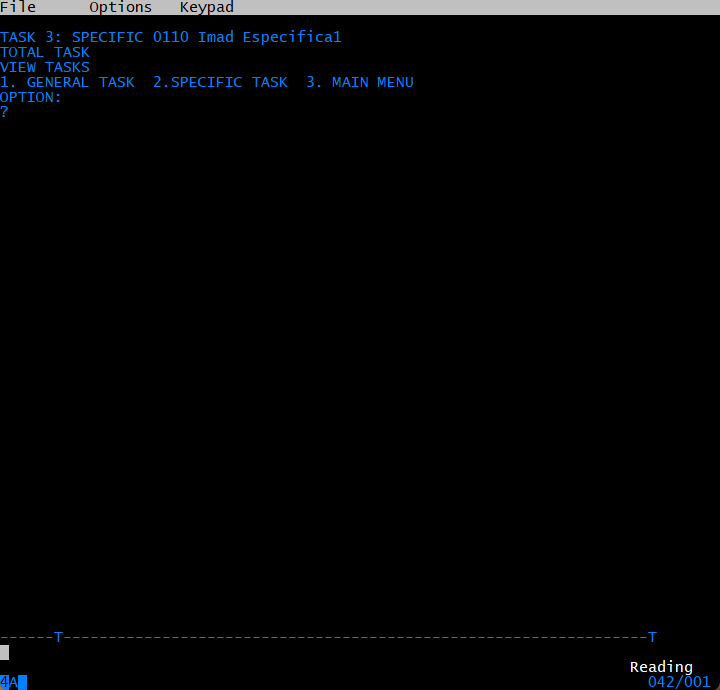 File Options Keypad
TASK 3: SPECIFIC 0110 Imad Especifica1
TOTAL TASK
VIEW TASKS
1. GENERAL TASK 2.SPECIFIC TASK 3. MAIN MENU
OPTION:
?
------T-----------------------------------------------------------------T
Reading
4A 042/001